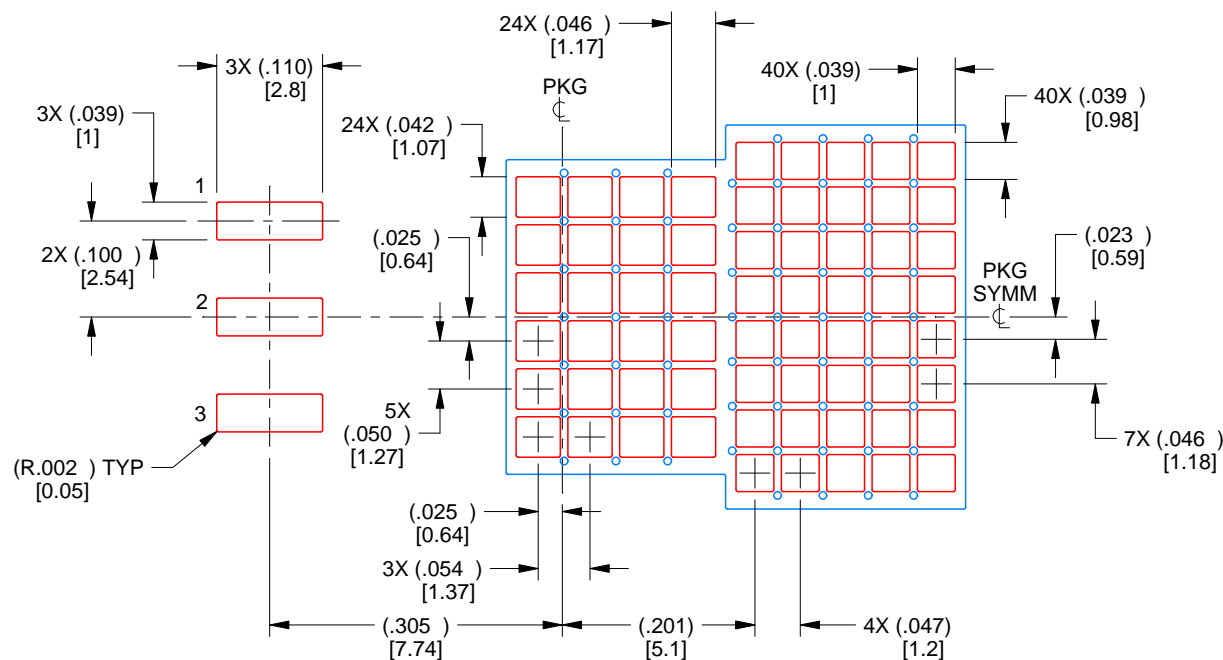 24X (.046 )
[1.17]
3X (.110)
[2.8]
PKG
℄
40X (.039)
[1]
3X (.039)
[1]
24X (.042 )
[1.07]
40X (.039 )
[0.98]
1
2X (.100 )
[2.54]
(.025 )
[0.64]
(.023 )
[0.59]
PKG
SYMM
℄
2
3
5X
(.050 )
[1.27]
7X (.046 )
[1.18]
(R.002 ) TYP
[0.05]
(.025 )
[0.64]
3X (.054 )
[1.37]
(.305 )
[7.74]
(.201)
[5.1]
4X (.047)
[1.2]